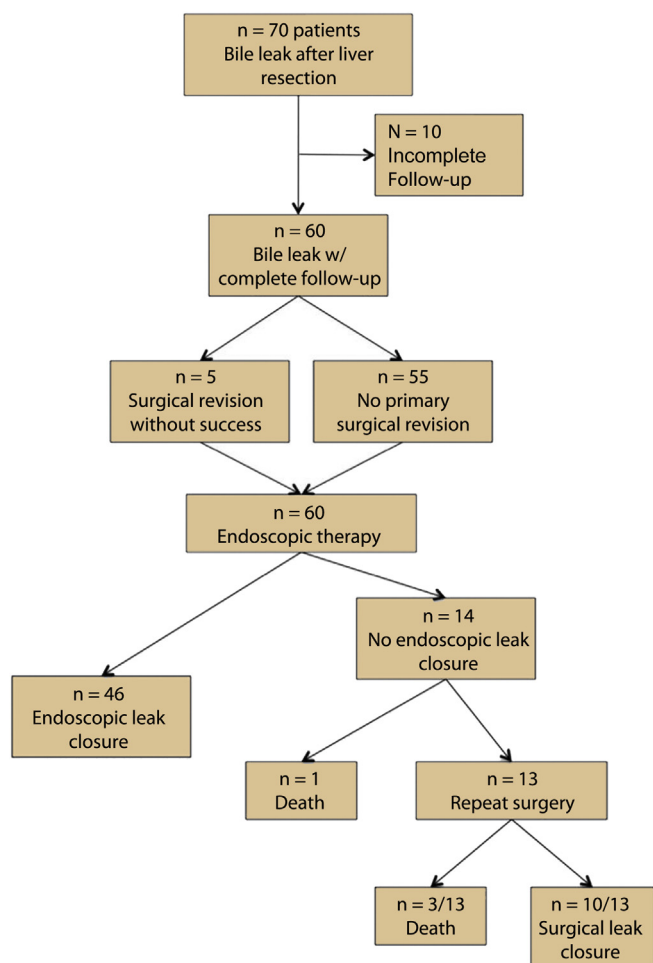 n = 70 patients
Bile leak after liver
resection
N = 10
Incomplete
Follow-up
n = 60
Bile leak w/
complete follow-up
n = 5
Surgical revision
without success
n = 55
No primary
surgical revision
n = 60
Endoscopic therapy
n = 14
No endoscopic leak
closure
n = 46
Endoscopic leak
closure
n = 1
Death
n = 13
Repeat surgery
n = 3/13
Death
n = 10/13
Surgical leak
closure